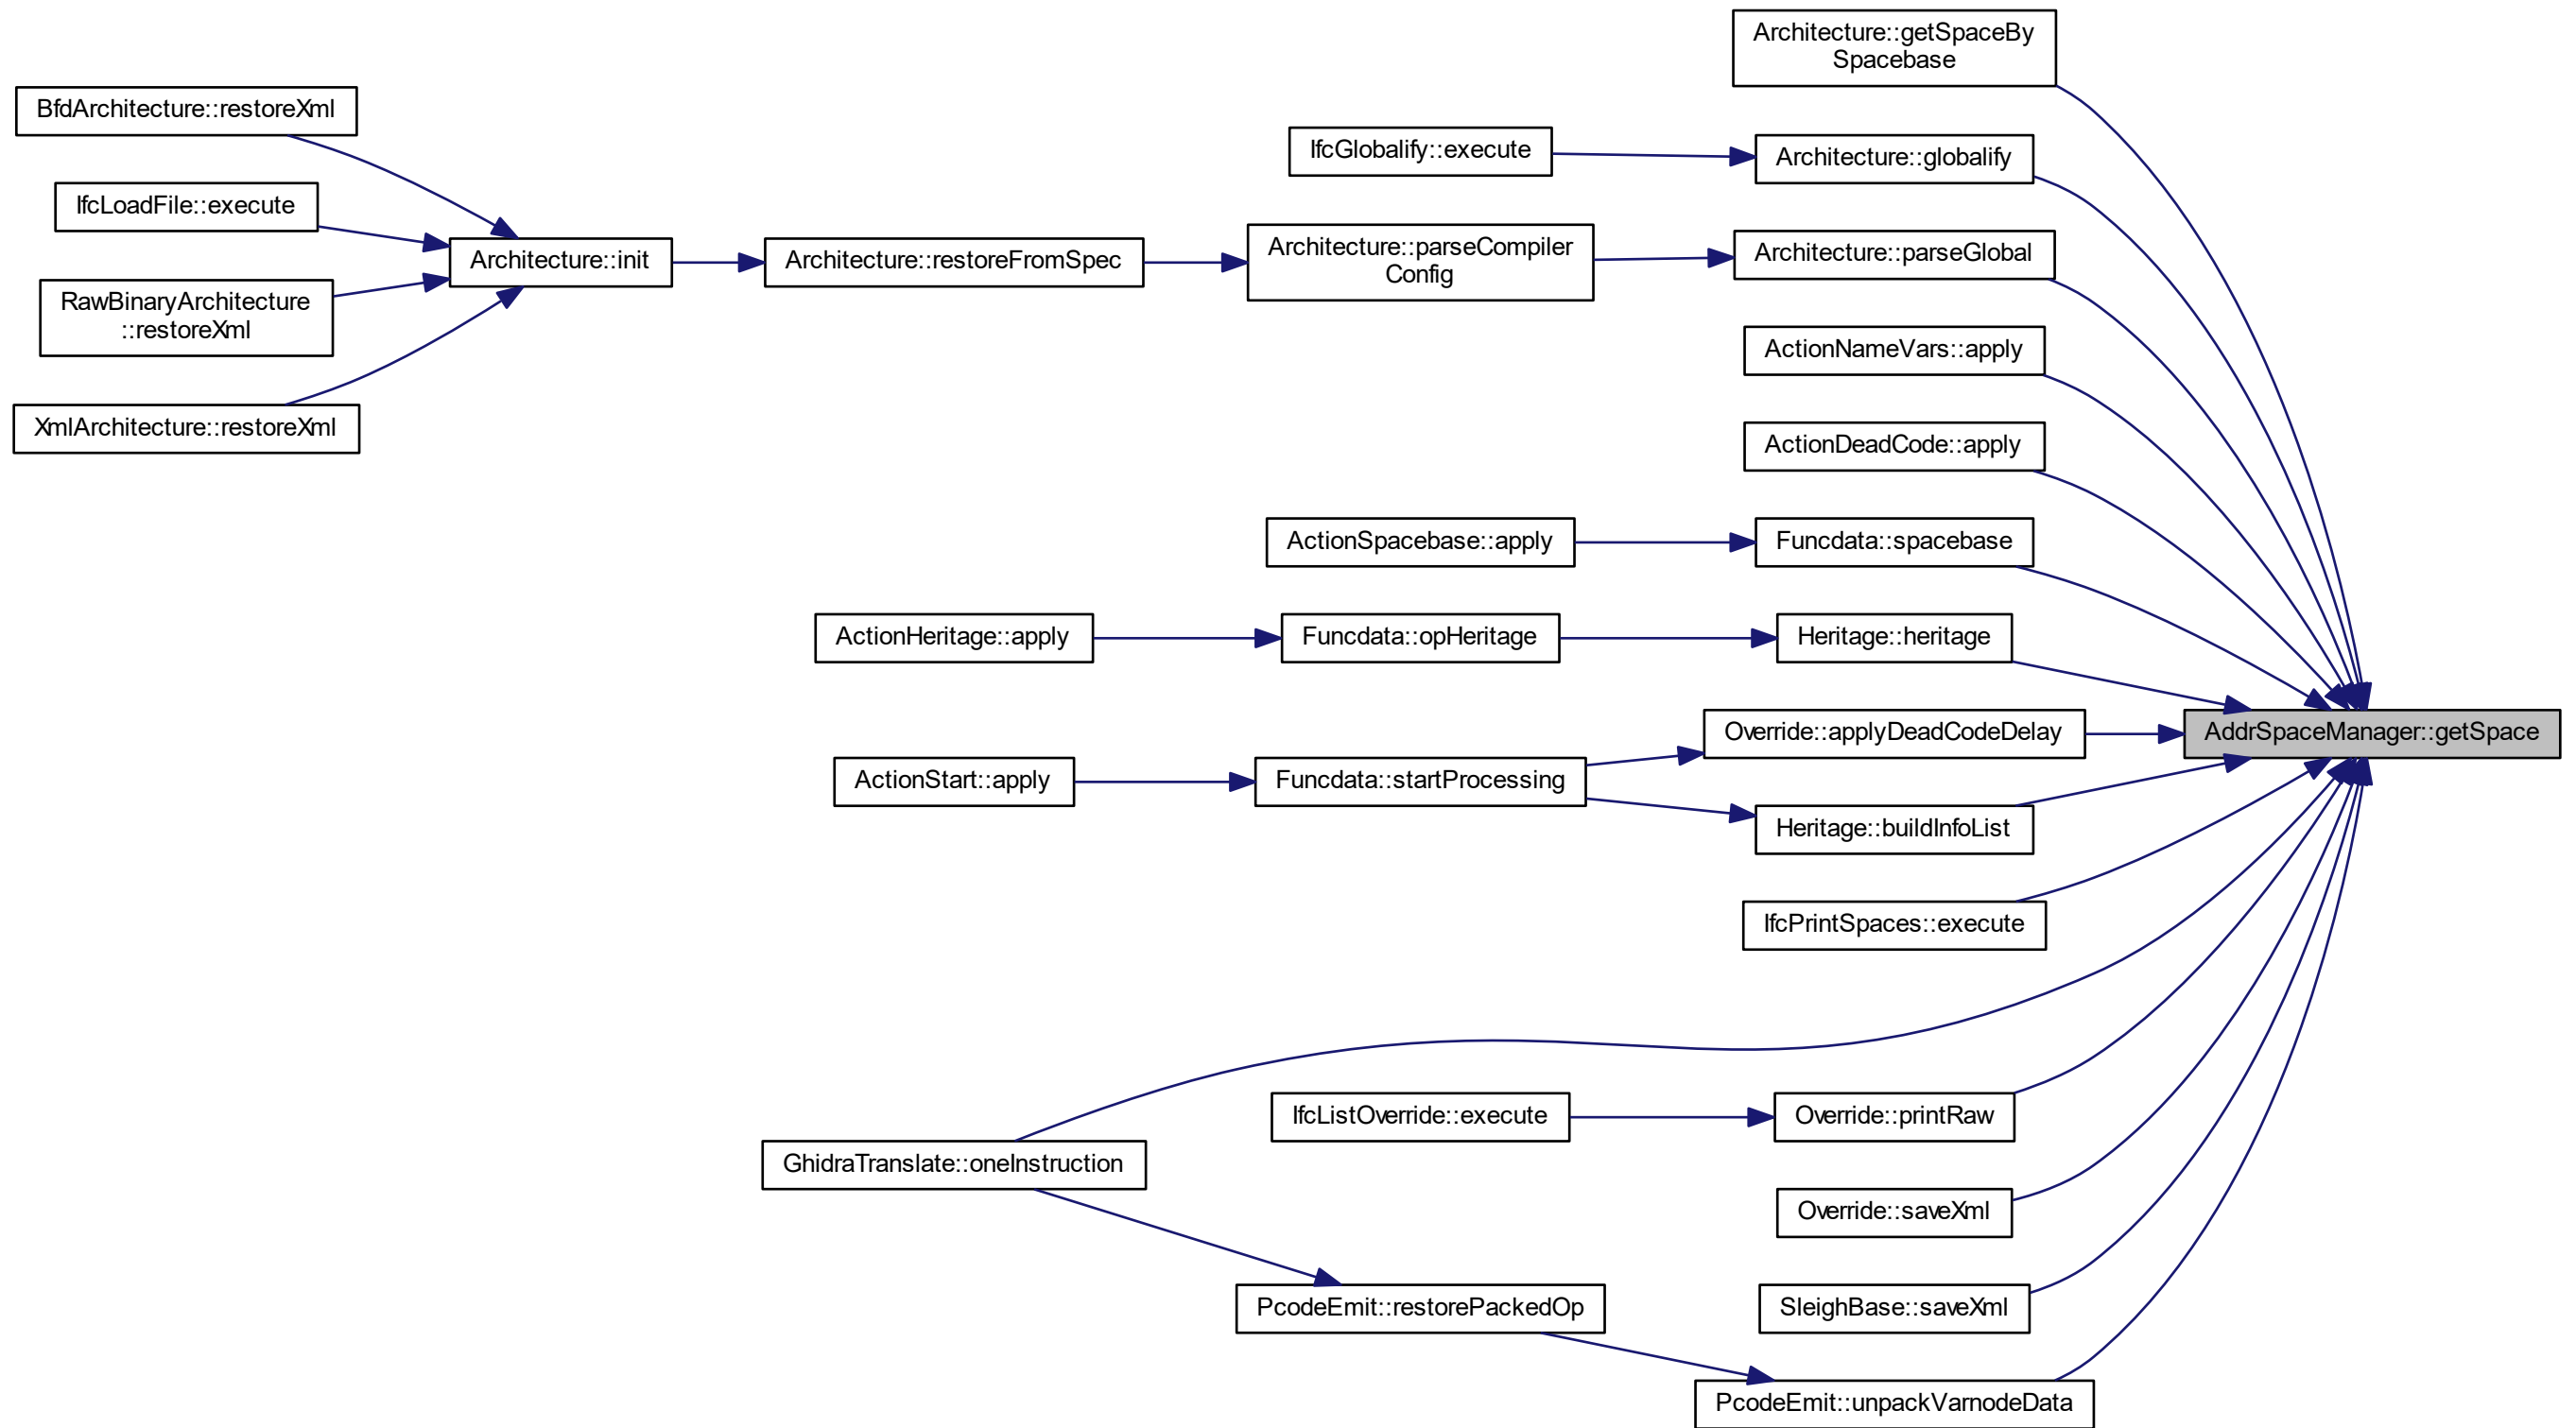 Architecture::getSpaceBy
Spacebase
BfdArchitecture::restoreXml
IfcGlobalify::execute
Architecture::globalify
IfcLoadFile::execute
Architecture::init
Architecture::restoreFromSpec
Architecture::parseCompiler
Config
Architecture::parseGlobal
RawBinaryArchitecture
::restoreXml
ActionNameVars::apply
XmlArchitecture::restoreXml
ActionDeadCode::apply
ActionSpacebase::apply
Funcdata::spacebase
ActionHeritage::apply
Funcdata::opHeritage
Heritage::heritage
Override::applyDeadCodeDelay
AddrSpaceManager::getSpace
ActionStart::apply
Funcdata::startProcessing
Heritage::buildInfoList
IfcPrintSpaces::execute
IfcListOverride::execute
Override::printRaw
GhidraTranslate::oneInstruction
Override::saveXml
PcodeEmit::restorePackedOp
SleighBase::saveXml
PcodeEmit::unpackVarnodeData